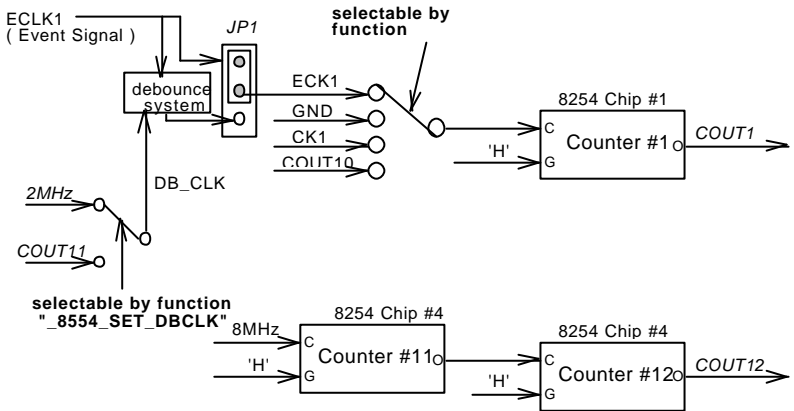 ECLK1
( Event Signal )
JP1
selectable by
function
debounce
system
ECK1
GND
CK1
COUT10
8254 Chip #1
C
Counter #1
O
COUT1
'H'
G
DB_CLK
2MHz
COUT11
selectable by function
"_8554_SET_DBCLK"
8254 Chip #4
8MHz
C
Counter #11
O
'H'
G
8254 Chip #4
C
Counter #12
O
COUT12
'H'
G